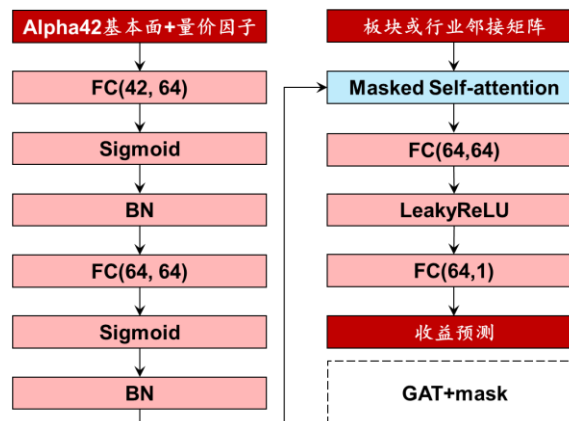 Alpha42基本面+量价因子
FC(42, 64)
Sigmoid
BN
FC(64, 64)
Sigmoid
BN
板块或行业邻接矩阵
Masked Self-attention
FC(64,64)
LeakyReLU
FC(64,1)
收益预测
GAT+mask